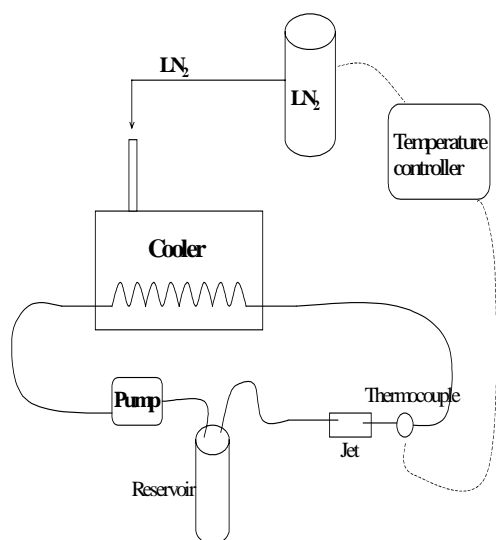 LN₂
LN₂
Temperature
controller
Cooler
Thermocouple
Pump
Jet
Reservoir